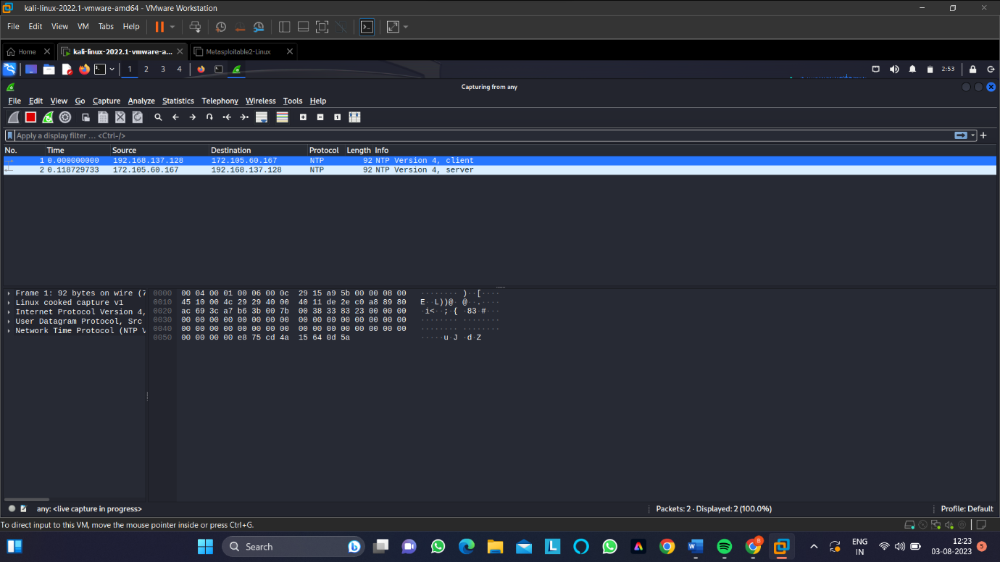 kali-linux-2022.1-vmware-amd64 - VMware Workstation
File Edit View VM Tabs Help
Home kali-linux-2022.1-vmware-a... Metasploitable2-Linux
1 2 3 4 2:53
Capturing from any
File Edit View Go Capture Analyze Statistics Telephony Wireless Tools Help
Apply a display filter ... <Ctrl-/>
No. Time Source Destination Protocol Length Info
1 0.000000000 192.168.137.128 172.105.60.167 NTP 92 NTP Version 4, client
2 0.118729733 172.105.60.167 192.168.137.128 NTP 92 NTP Version 4, server
Frame 1: 92 bytes on wire (7
Linux cooked capture v1
Internet Protocol Version 4,
User Datagram Protocol, Src
Network Time Protocol (NTP V
0000 00 04 00 01 00 06 00 0c 29 15 a9 5b 00 00 08 00 ········ )··[····
0010 45 10 00 4c 29 29 40 00 40 11 de 2e c0 a8 89 80 E··L))@· @··.····
0020 ac 69 3c a7 b6 3b 00 7b 00 38 33 83 23 00 00 00 ·i<··;·{ ·83·#···
0030 00 00 00 00 00 00 00 00 00 00 00 00 00 00 00 00 ········ ········
0040 00 00 00 00 00 00 00 00 00 00 00 00 00 00 00 00 ········ ········
0050 00 00 00 00 e8 75 cd 4a 15 64 0d 5a ·····u·J ·d·Z
any: <live capture in progress> Packets: 2 · Displayed: 2 (100.0%) Profile: Default
To direct input to this VM, move the mouse pointer inside or press Ctrl+G.
Search 8 ENG IN 12:23 03-08-2023 5